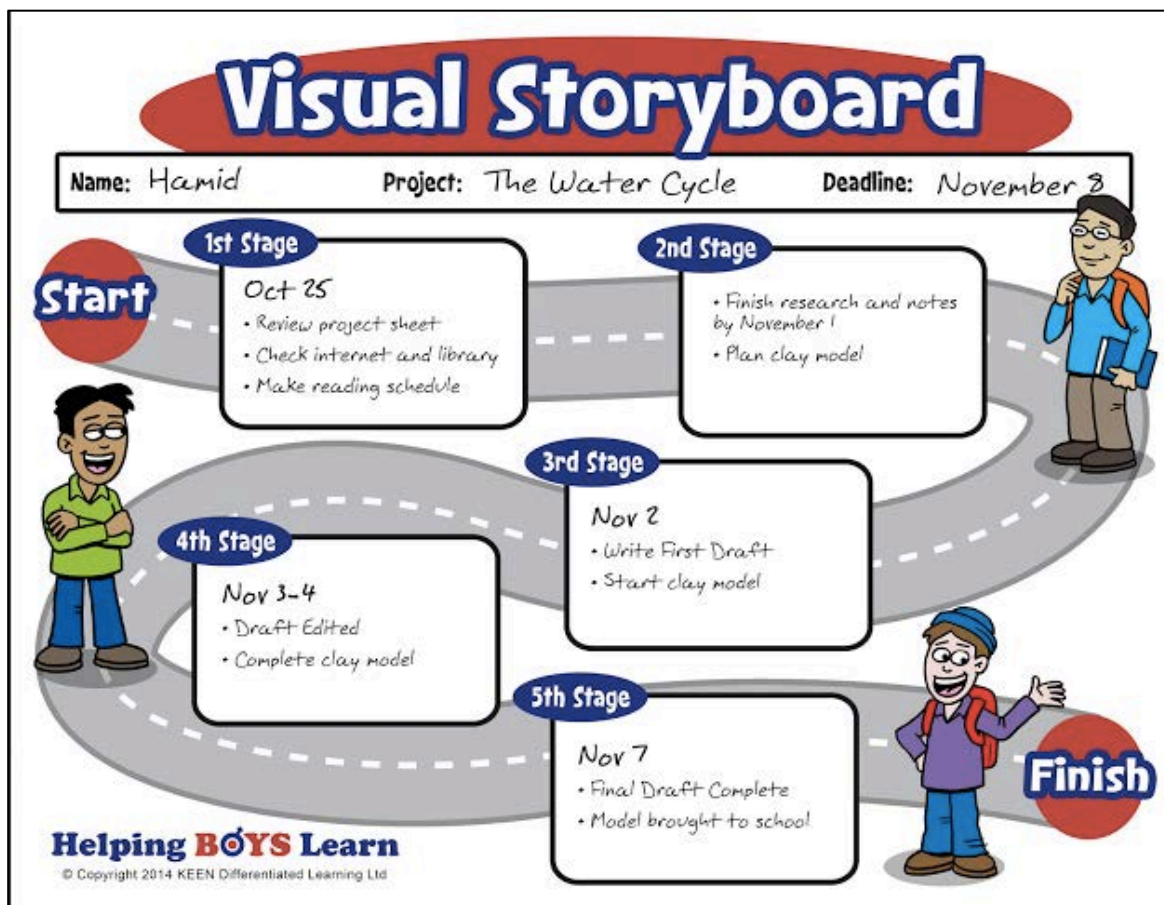 Visual Storyboard
Name: Hamid Project: The Water Cycle Deadline: November 8
Start
1st Stage
Oct 25
• Review project sheet
• Check internet and library
• Make reading schedule
2nd Stage
• Finish research and notes
by November 1
• Plan clay model
3rd Stage
Nov 2
• Write First Draft
• Start clay model
4th Stage
Nov 3-4
• Draft Edited
• Complete clay model
5th Stage
Nov 7
• Final Draft Complete
• Model brought to school
Finish
Helping BOYS Learn
© Copyright 2014 KEEN Differentiated Learning Ltd